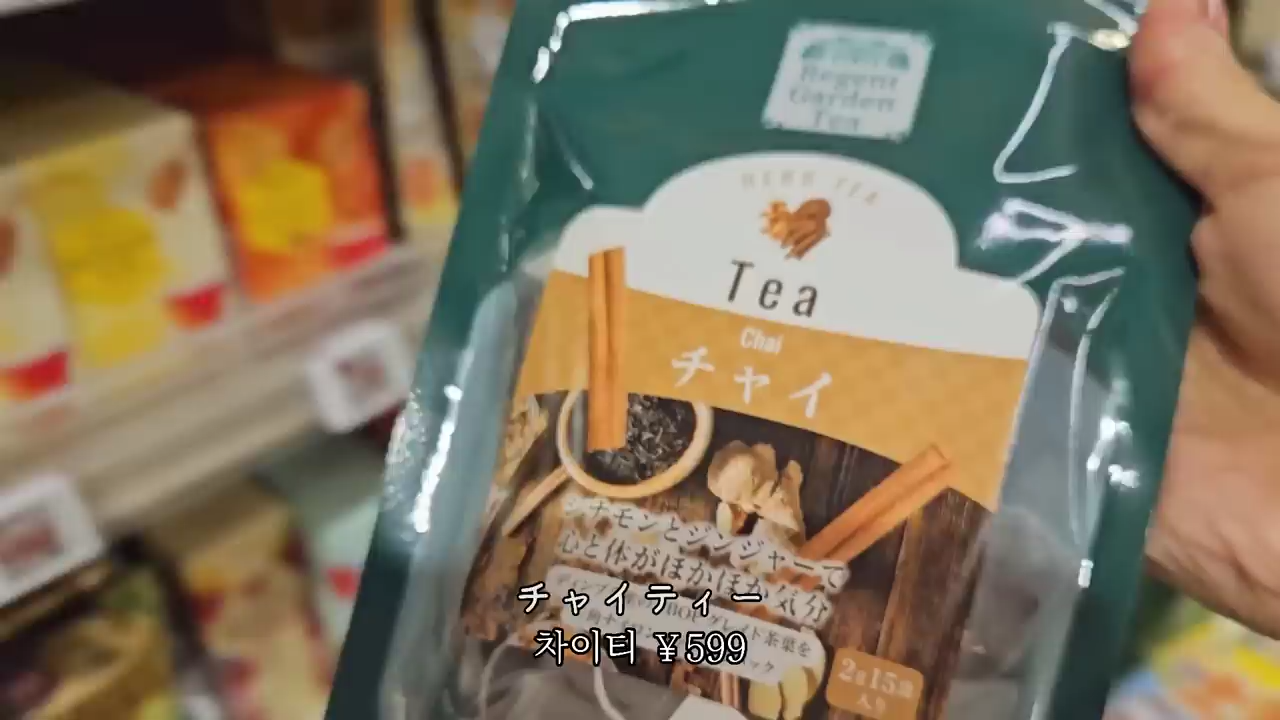 Regent
Garden
Tea
HERB TEA
Tea
Chai
チャイ
シナモンとジンジャーで
心と体がほかほか気分
チャイティー
차이티 ￥599
2g 15袋
入り